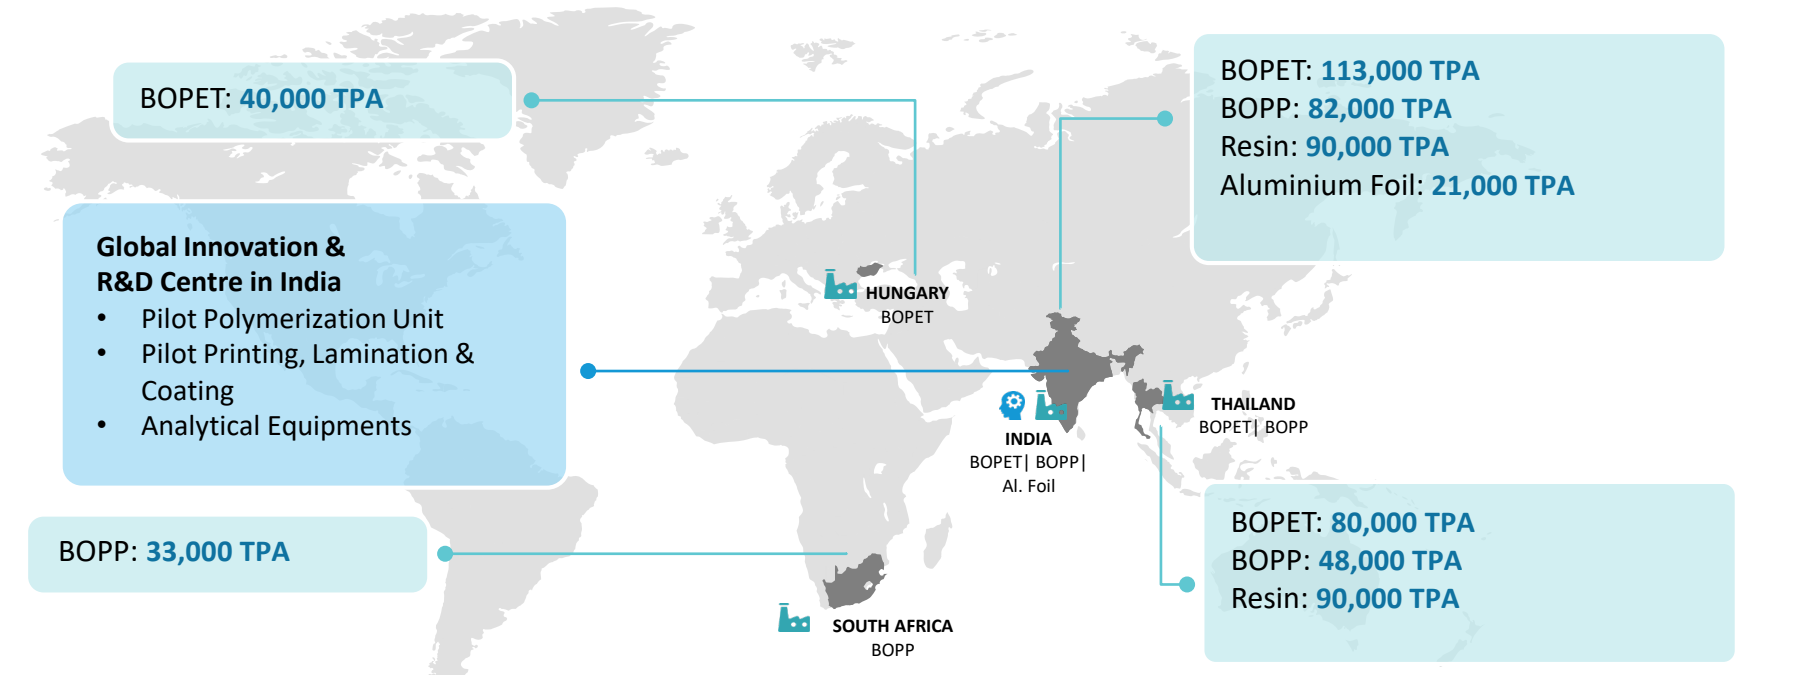 BOPET: 40,000 TPA
BOPET: 113,000 TPA
BOPP: 82,000 TPA
Resin: 90,000 TPA
Aluminium Foil: 21,000 TPA
Global Innovation &
R&D Centre in India
• Pilot Polymerization Unit
• Pilot Printing, Lamination &
Coating
• Analytical Equipments
HUNGARY
BOPET
INDIA
BOPET| BOPP|
Al. Foil
THAILAND
BOPET| BOPP
BOPP: 33,000 TPA
SOUTH AFRICA
BOPP
BOPET: 80,000 TPA
BOPP: 48,000 TPA
Resin: 90,000 TPA